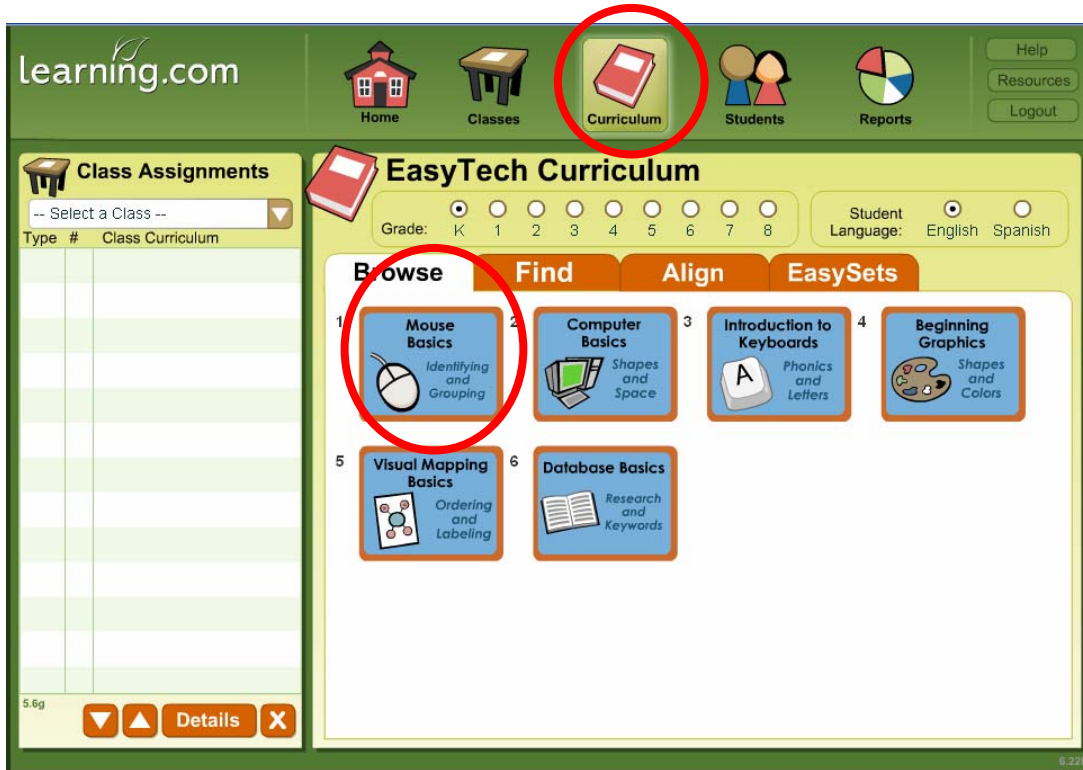 learning.com
Home
Classes
Curriculum
Students
Reports
Help
Resources
Logout
Class Assignments
-- Select a Class --
Type # Class Curriculum
5.6g
Details X
EasyTech Curriculum
Grade: K 1 2 3 4 5 6 7 8
Student
Language: English Spanish
Browse Find Align EasySets
1
Mouse
Basics
Identifying
and
Grouping
2
Computer
Basics
Shapes
and
Space
3
Introduction to
Keyboards
A
Phonics
and
Letters
4
Beginning
Graphics
Shapes
and
Colors
5
Visual Mapping
Basics
Ordering
and
Labeling
6
Database Basics
Research
and
Keywords